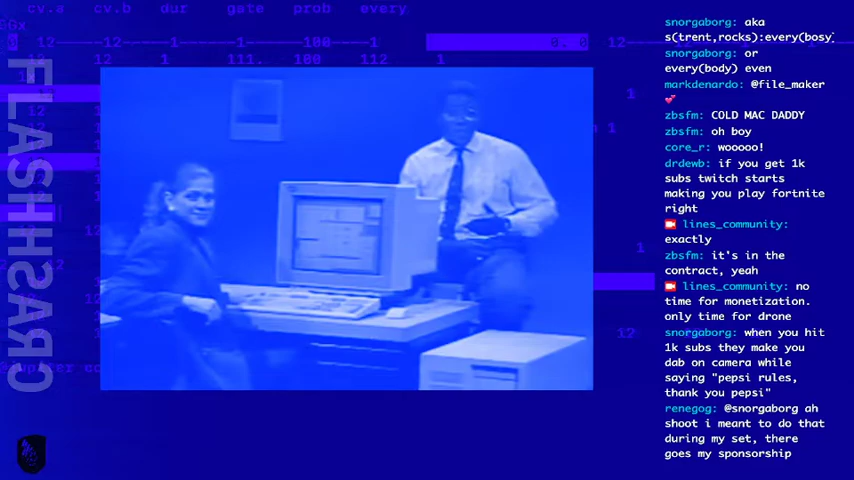 cv.a dur gate prob every
12
1
1
100
1
0. 0
12
12
1
111. 100 112 1
FLASH
CRASH
snorgaborg: aka
s(trent,rocks):every(bosy)
snorgaborg: or
every(body) even
markdenardo: @file_maker
💕
zbsfm: COLD MAC DADDY
zbsfm: oh boy
core_r: wooooo!
drdewb: if you get 1k
subs twitch starts
making you play fortnite
right
lines_community:
exactly
zbsfm: it's in the
contract, yeah
lines_community: no
time for monetization.
only time for drone
snorgaborg: when you hit
1k subs they make you
dab on camera while
saying "pepsi rules,
thank you pepsi"
renegog: @snorgaborg ah
shoot i meant to do that
during my set, there
goes my sponsorship